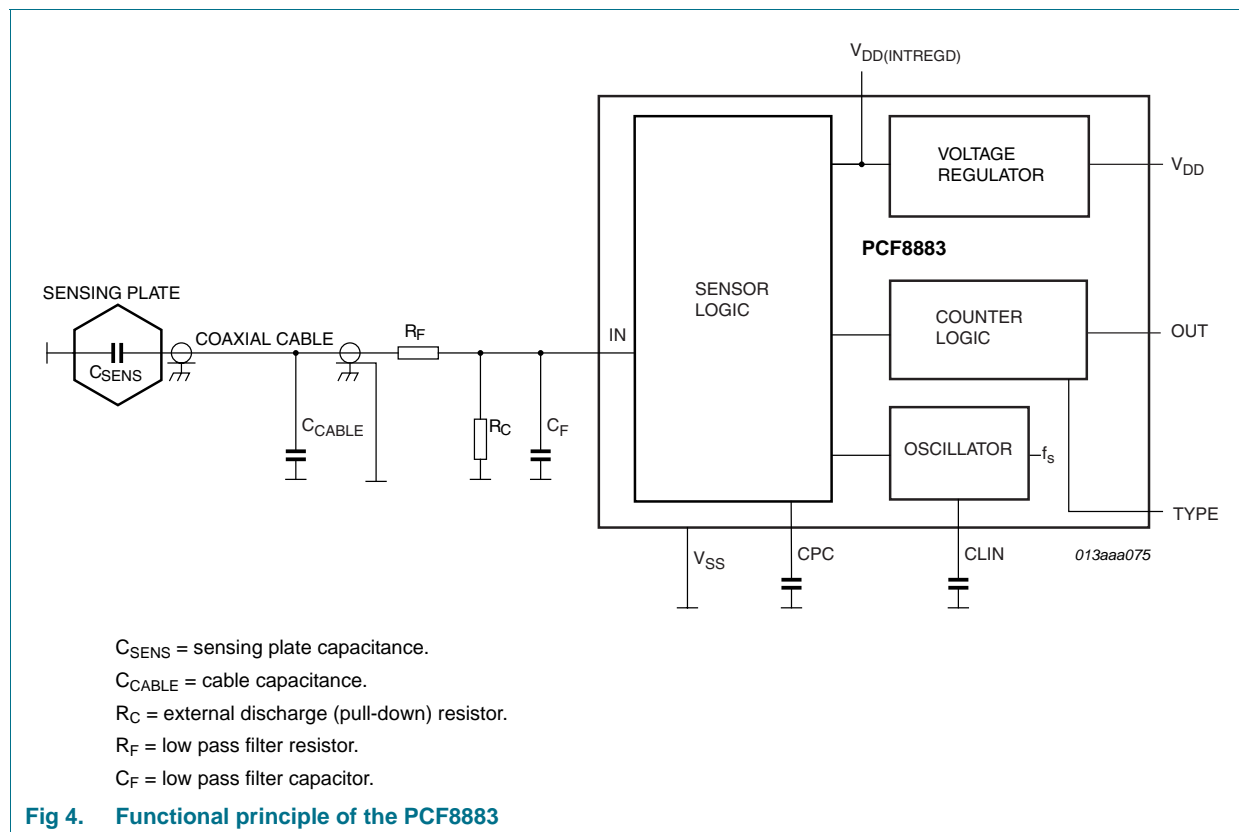 V_DD(INTREGD)
VOLTAGE
REGULATOR
V_DD
PCF8883
SENSING PLATE
SENSOR
LOGIC
COUNTER
LOGIC
COAXIAL CABLE
R_F
IN
OUT
C_SENS
C_CABLE
R_C
C_F
OSCILLATOR
f_s
TYPE
V_SS
CPC
CLIN
013aaa075
C_SENS = sensing plate capacitance.
C_CABLE = cable capacitance.
R_C = external discharge (pull-down) resistor.
R_F = low pass filter resistor.
C_F = low pass filter capacitor.
Fig 4. Functional principle of the PCF8883